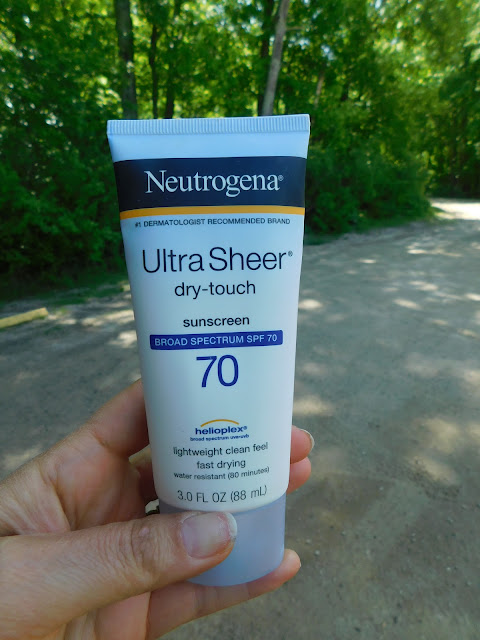 Neutrogena®
#1 DERMATOLOGIST RECOMMENDED BRAND
Ultra Sheer®
dry-touch
sunscreen
BROAD SPECTRUM SPF 70
70
helioplex®
broad spectrum uva•uvb
lightweight clean feel
fast drying
water resistant (80 minutes)
3.0 FL OZ (88 mL)